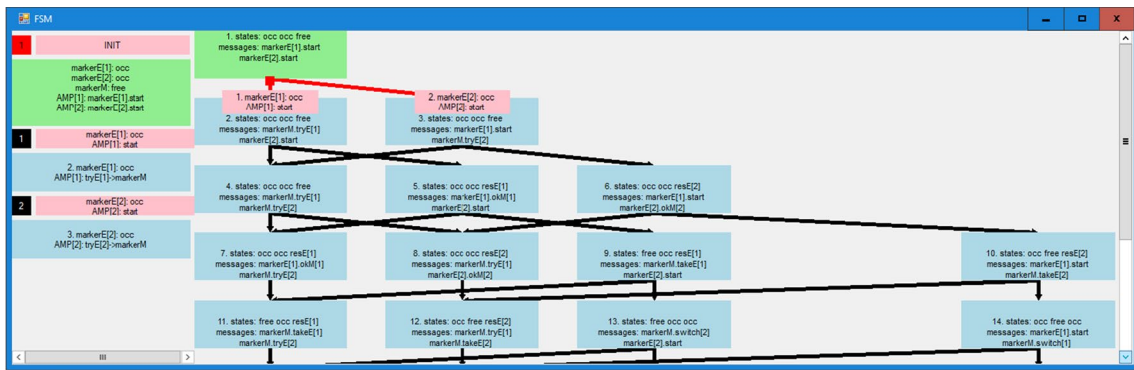 FSM
1
INIT
markerE[1]: occ
markerE[2]: occ
markerM: free
AMP[1]: markerE[1].start
AMP[2]: markerE[2].start
1
markerE[1]: occ
AMP[1]: start
2. markerE[1]: occ
AMP[1]: tryE[1]->markerM
2
markerE[2]: occ
AMP[2]: start
3. markerE[2]: occ
AMP[2]: tryE[2]->markerM
1. states: occ occ free
messages: markerE[1].start
markerE[2].start
1. markerE[1]: occ
AMP[1]: start
2. markerE[2]: occ
AMP[2]: start
2. states: occ occ free
messages: markerM.tryE[1]
markerE[2].start
3. states: occ occ free
messages: markerE[1].start
markerM.tryE[2]
4. states: occ occ free
messages: markerM.tryE[1]
markerM.tryE[2]
5. states: occ occ resE[1]
messages: markerE[1].okM[1]
markerE[2].start
6. states: occ occ resE[2]
messages: markerE[1].start
markerE[2].okM[2]
7. states: occ occ resE[1]
messages: markerE[1].okM[1]
markerM.tryE[2]
8. states: occ occ resE[2]
messages: markerM.tryE[1]
markerE[2].okM[2]
9. states: free occ resE[1]
messages: markerM.takeE[1]
markerE[2].start
10. states: occ free resE[2]
messages: markerE[1].start
markerM.takeE[2]
11. states: free occ resE[1]
messages: markerM.takeE[1]
markerM.tryE[2]
12. states: occ free resE[2]
messages: markerM.tryE[1]
markerM.takeE[2]
13. states: free occ occ
messages: markerM.switch[2]
markerE[2].start
14. states: occ free occ
messages: markerE[1].start
markerM.switch[1]